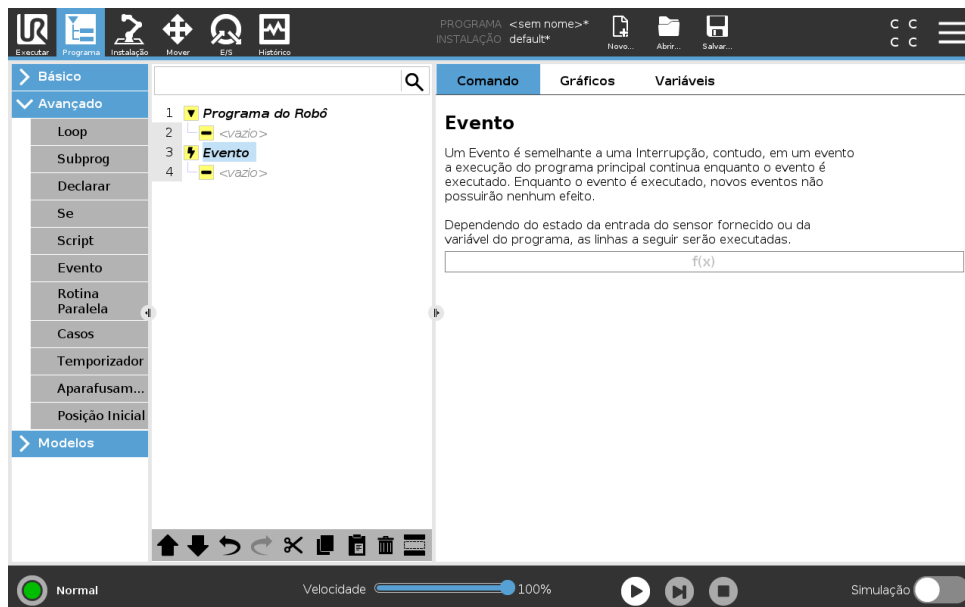 Executar
Programa
Instalação
Mover
E/S
Histórico
PROGRAMA <sem nome>*
INSTALAÇÃO default*
Novo...
Abrir...
Salvar...
C C
C C
Básico
Avançado
Loop
Subprog
Declarar
Se
Script
Evento
Rotina
Paralela
Casos
Temporizador
Aparafusam...
Posição Inicial
Modelos
1 Programa do Robô
2 <vazio>
3 Evento
4 <vazio>
Comando Gráficos Variáveis
Evento
Um Evento é semelhante a uma Interrupção, contudo, em um evento
a execução do programa principal continua enquanto o evento é
executado. Enquanto o evento é executado, novos eventos não
possuirão nenhum efeito.
Dependendo do estado da entrada do sensor fornecido ou da
variável do programa, as linhas a seguir serão executadas.
f(x)
Normal
Velocidade 100%
Simulação